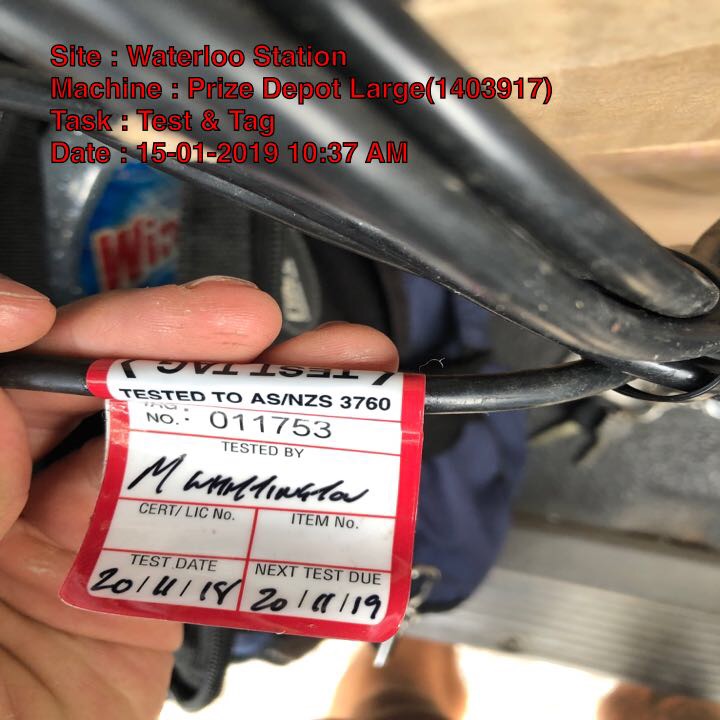 Site : Waterloo Station
Machine : Prize Depot Large(1403917)
Task : Test & Tag
Date : 15-01-2019 10:37 AM
TEST TAG
TESTED TO AS/NZS 3760
TAG.
NO.: 011753
TESTED BY
M Whittington
CERT/ LIC No. ITEM No.
TEST DATE NEXT TEST DUE
20/11/18 20/11/19